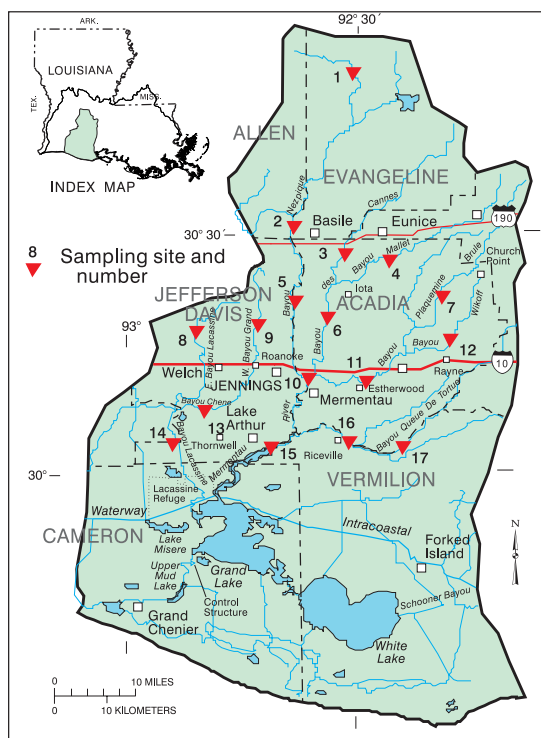 92 30'
ARK.
LOUISIANA
TEX.
MISS.
INDEX MAP
1
ALLEN
EVANGELINE
Nezpique
Cannes
190
2
Basile
Eunice
30 30'
3
Bayou Mallet
Brule
Church
Point
8
Sampling site and
number
des
4
Iota
Plaquemine
Wikoff
5
Bayou
JEFFERSON
DAVIS
ACADIA
7
93
8
9
6
Bayou Lacassine
W. Bayou Grand
Bayou
Bayou
Bayou
12
Roanoke
11
Rayne
10
Welch
JENNINGS
10
Estherwood
Mermentau
Bayou Chene
River
Bayou Queue De Tortue
Lake
Arthur
14
13
Thornwell
Bayou Lacassine
Mermentau
15
16
Riceville
17
30
VERMILION
Lacassine
Refuge
Waterway
Intracoastal
CAMERON
Lake
Misere
Upper
Mud
Lake
Grand
Lake
Forked
Island
N
Control
Structure
Schooner Bayou
Grand
Chenier
White
Lake
0 10 MILES
0 10 KILOMETERS